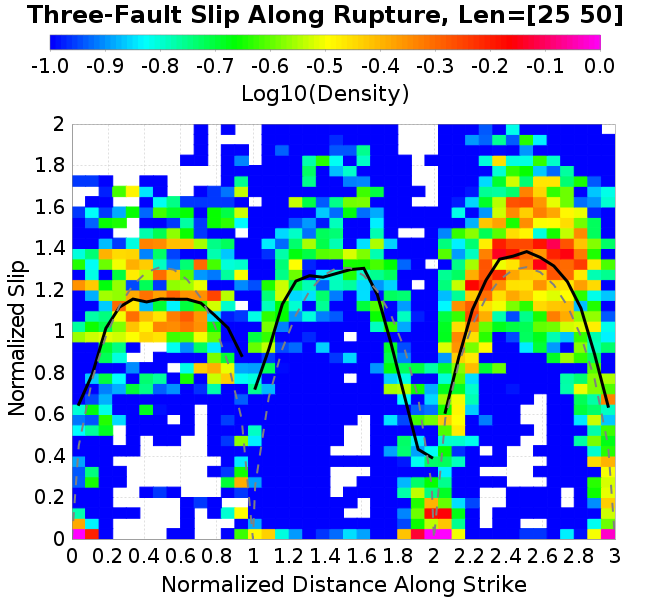 Three-Fault Slip Along Rupture, Len=[25 50]
-1.0 -0.9 -0.8 -0.7 -0.6 -0.5 -0.4 -0.3 -0.2 -0.1 0.0
Log10(Density)
Normalized Slip
2
1.8
1.6
1.4
1.2
1
0.8
0.6
0.4
0.2
0
0 0.2 0.4 0.6 0.8 1 1.2 1.4 1.6 1.8 2 2.2 2.4 2.6 2.8 3
Normalized Distance Along Strike